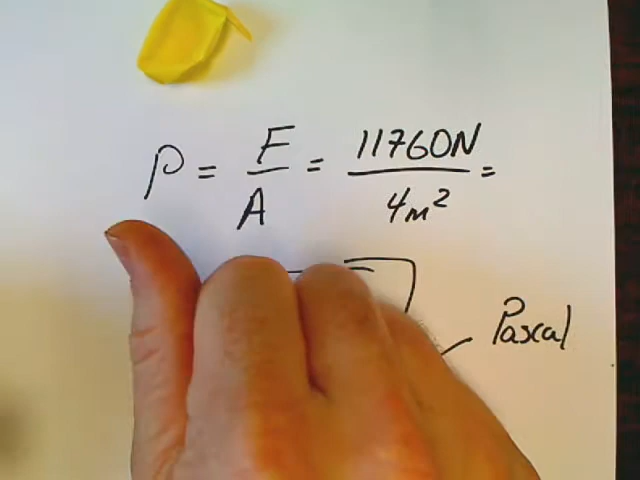 P = F/A = 11760N/4m² =
Pascal